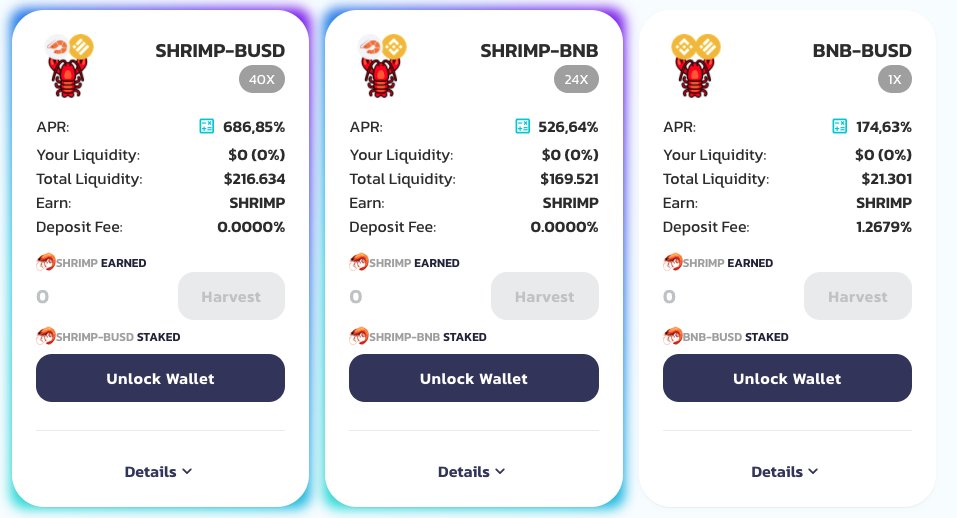 SHRIMP-BUSD
40X
APR: 686,85%
Your Liquidity: $0 (0%)
Total Liquidity: $216.634
Earn: SHRIMP
Deposit Fee: 0.0000%
SHRIMP EARNED
0 Harvest
SHRIMP-BUSD STAKED
Unlock Wallet
Details
SHRIMP-BNB
24X
APR: 526,64%
Your Liquidity: $0 (0%)
Total Liquidity: $169.521
Earn: SHRIMP
Deposit Fee: 0.0000%
SHRIMP EARNED
0 Harvest
SHRIMP-BNB STAKED
Unlock Wallet
Details
BNB-BUSD
1X
APR: 174,63%
Your Liquidity: $0 (0%)
Total Liquidity: $21.301
Earn: SHRIMP
Deposit Fee: 1.2679%
SHRIMP EARNED
0 Harvest
BNB-BUSD STAKED
Unlock Wallet
Details